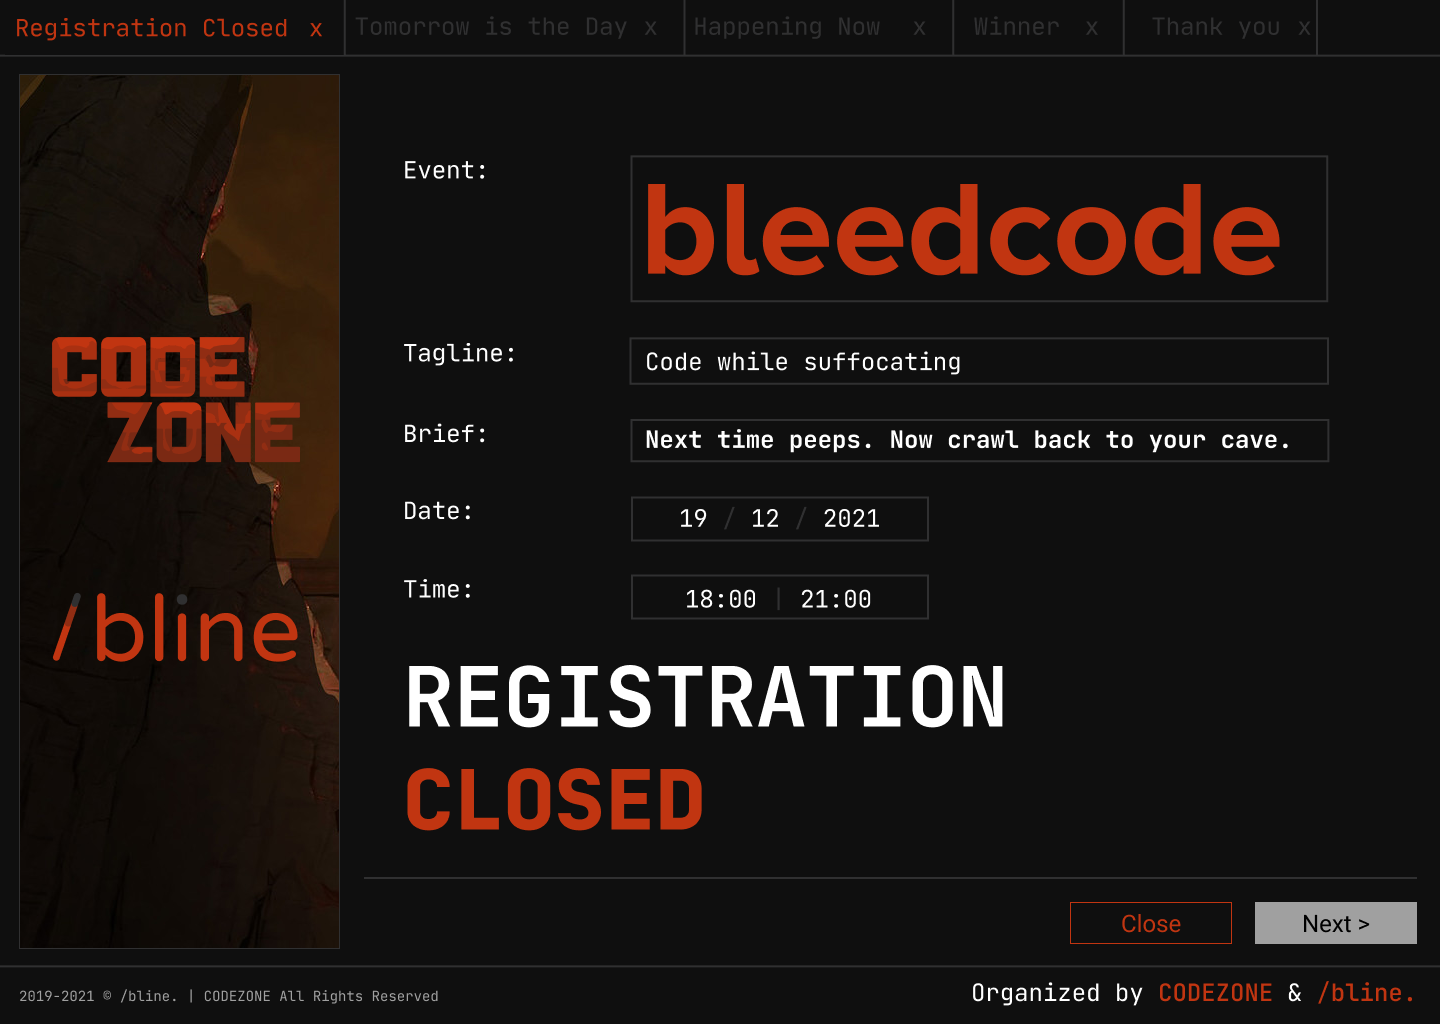 Registration Closed x
Tomorrow is the Day x
Happening Now x
Winner x
Thank you x
CODE
ZONE
/bline
Event:
bleedcode
Tagline:
Code while suffocating
Brief:
Next time peeps. Now crawl back to your cave.
Date:
19 / 12 / 2021
Time:
18:00 | 21:00
REGISTRATION
CLOSED
Close
Next >
2019-2021 © /bline. | CODEZONE All Rights Reserved
Organized by CODEZONE & /bline.